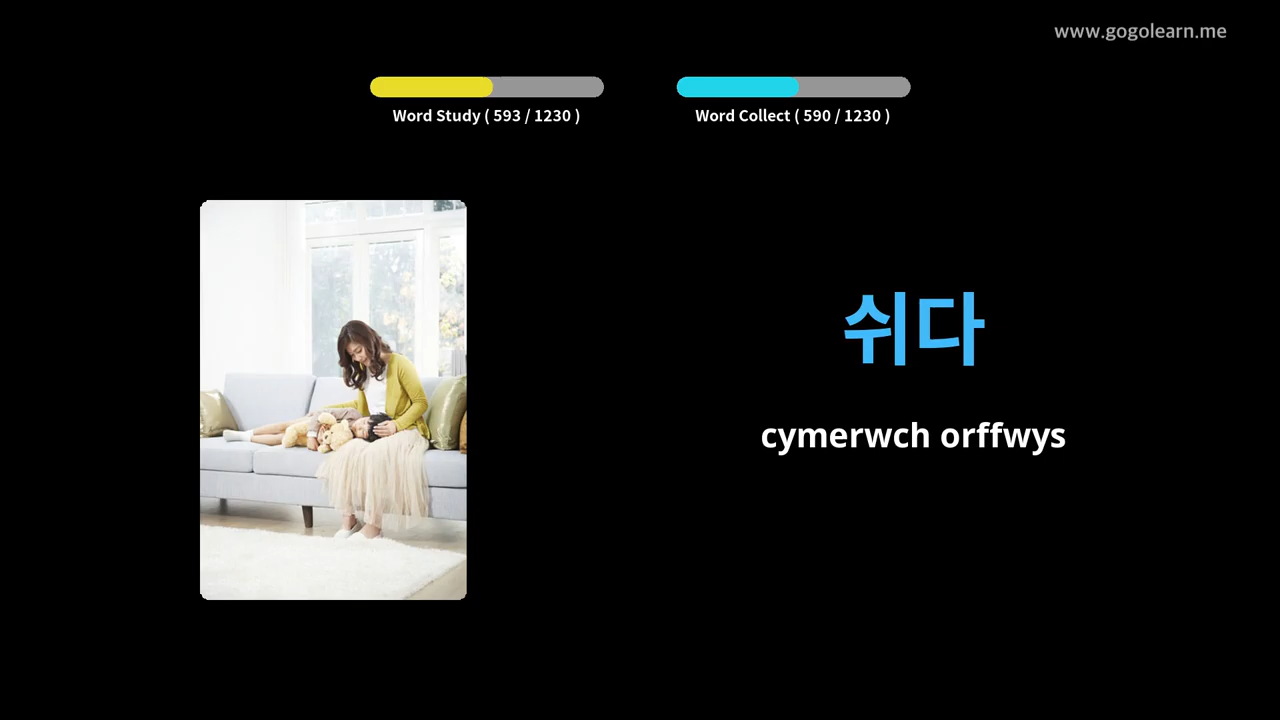 www.gogolearn.me
Word Study ( 593 / 1230 )
Word Collect ( 590 / 1230 )
쉬다
cymerwch orffwys